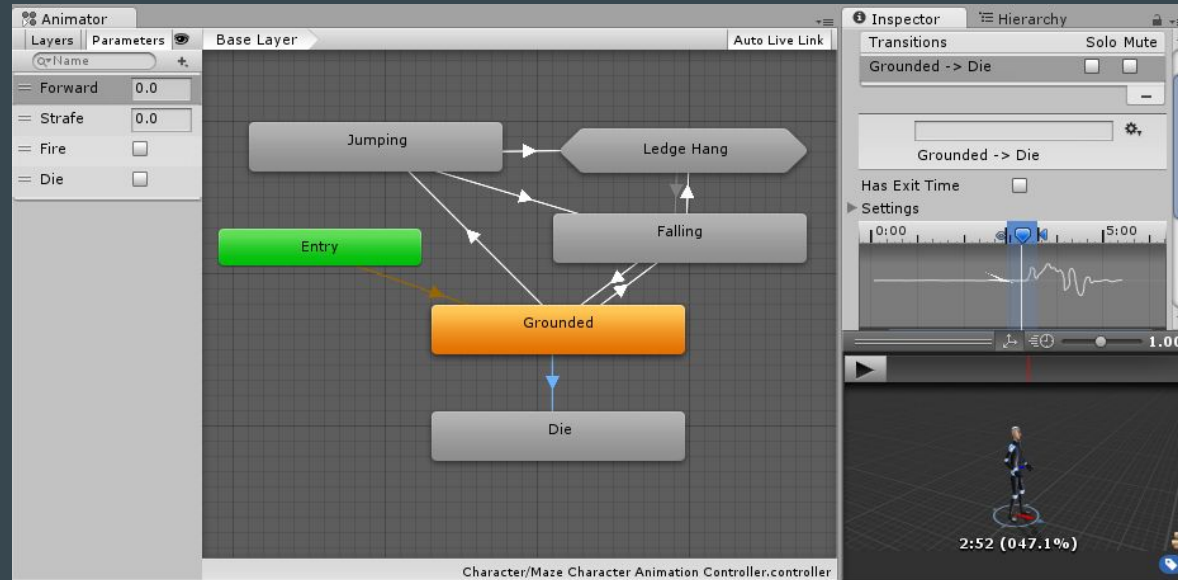 Animator
Layers Parameters
Name
Forward 0.0
Strafe 0.0
Fire
Die
Base Layer
Auto Live Link
Jumping
Ledge Hang
Falling
Entry
Grounded
Die
Character/Maze Character Animation Controller.controller
Inspector Hierarchy
Transitions Solo Mute
Grounded -> Die
Grounded -> Die
Has Exit Time
Settings
0:00 5:00
1.00
2:52 (047.1%)